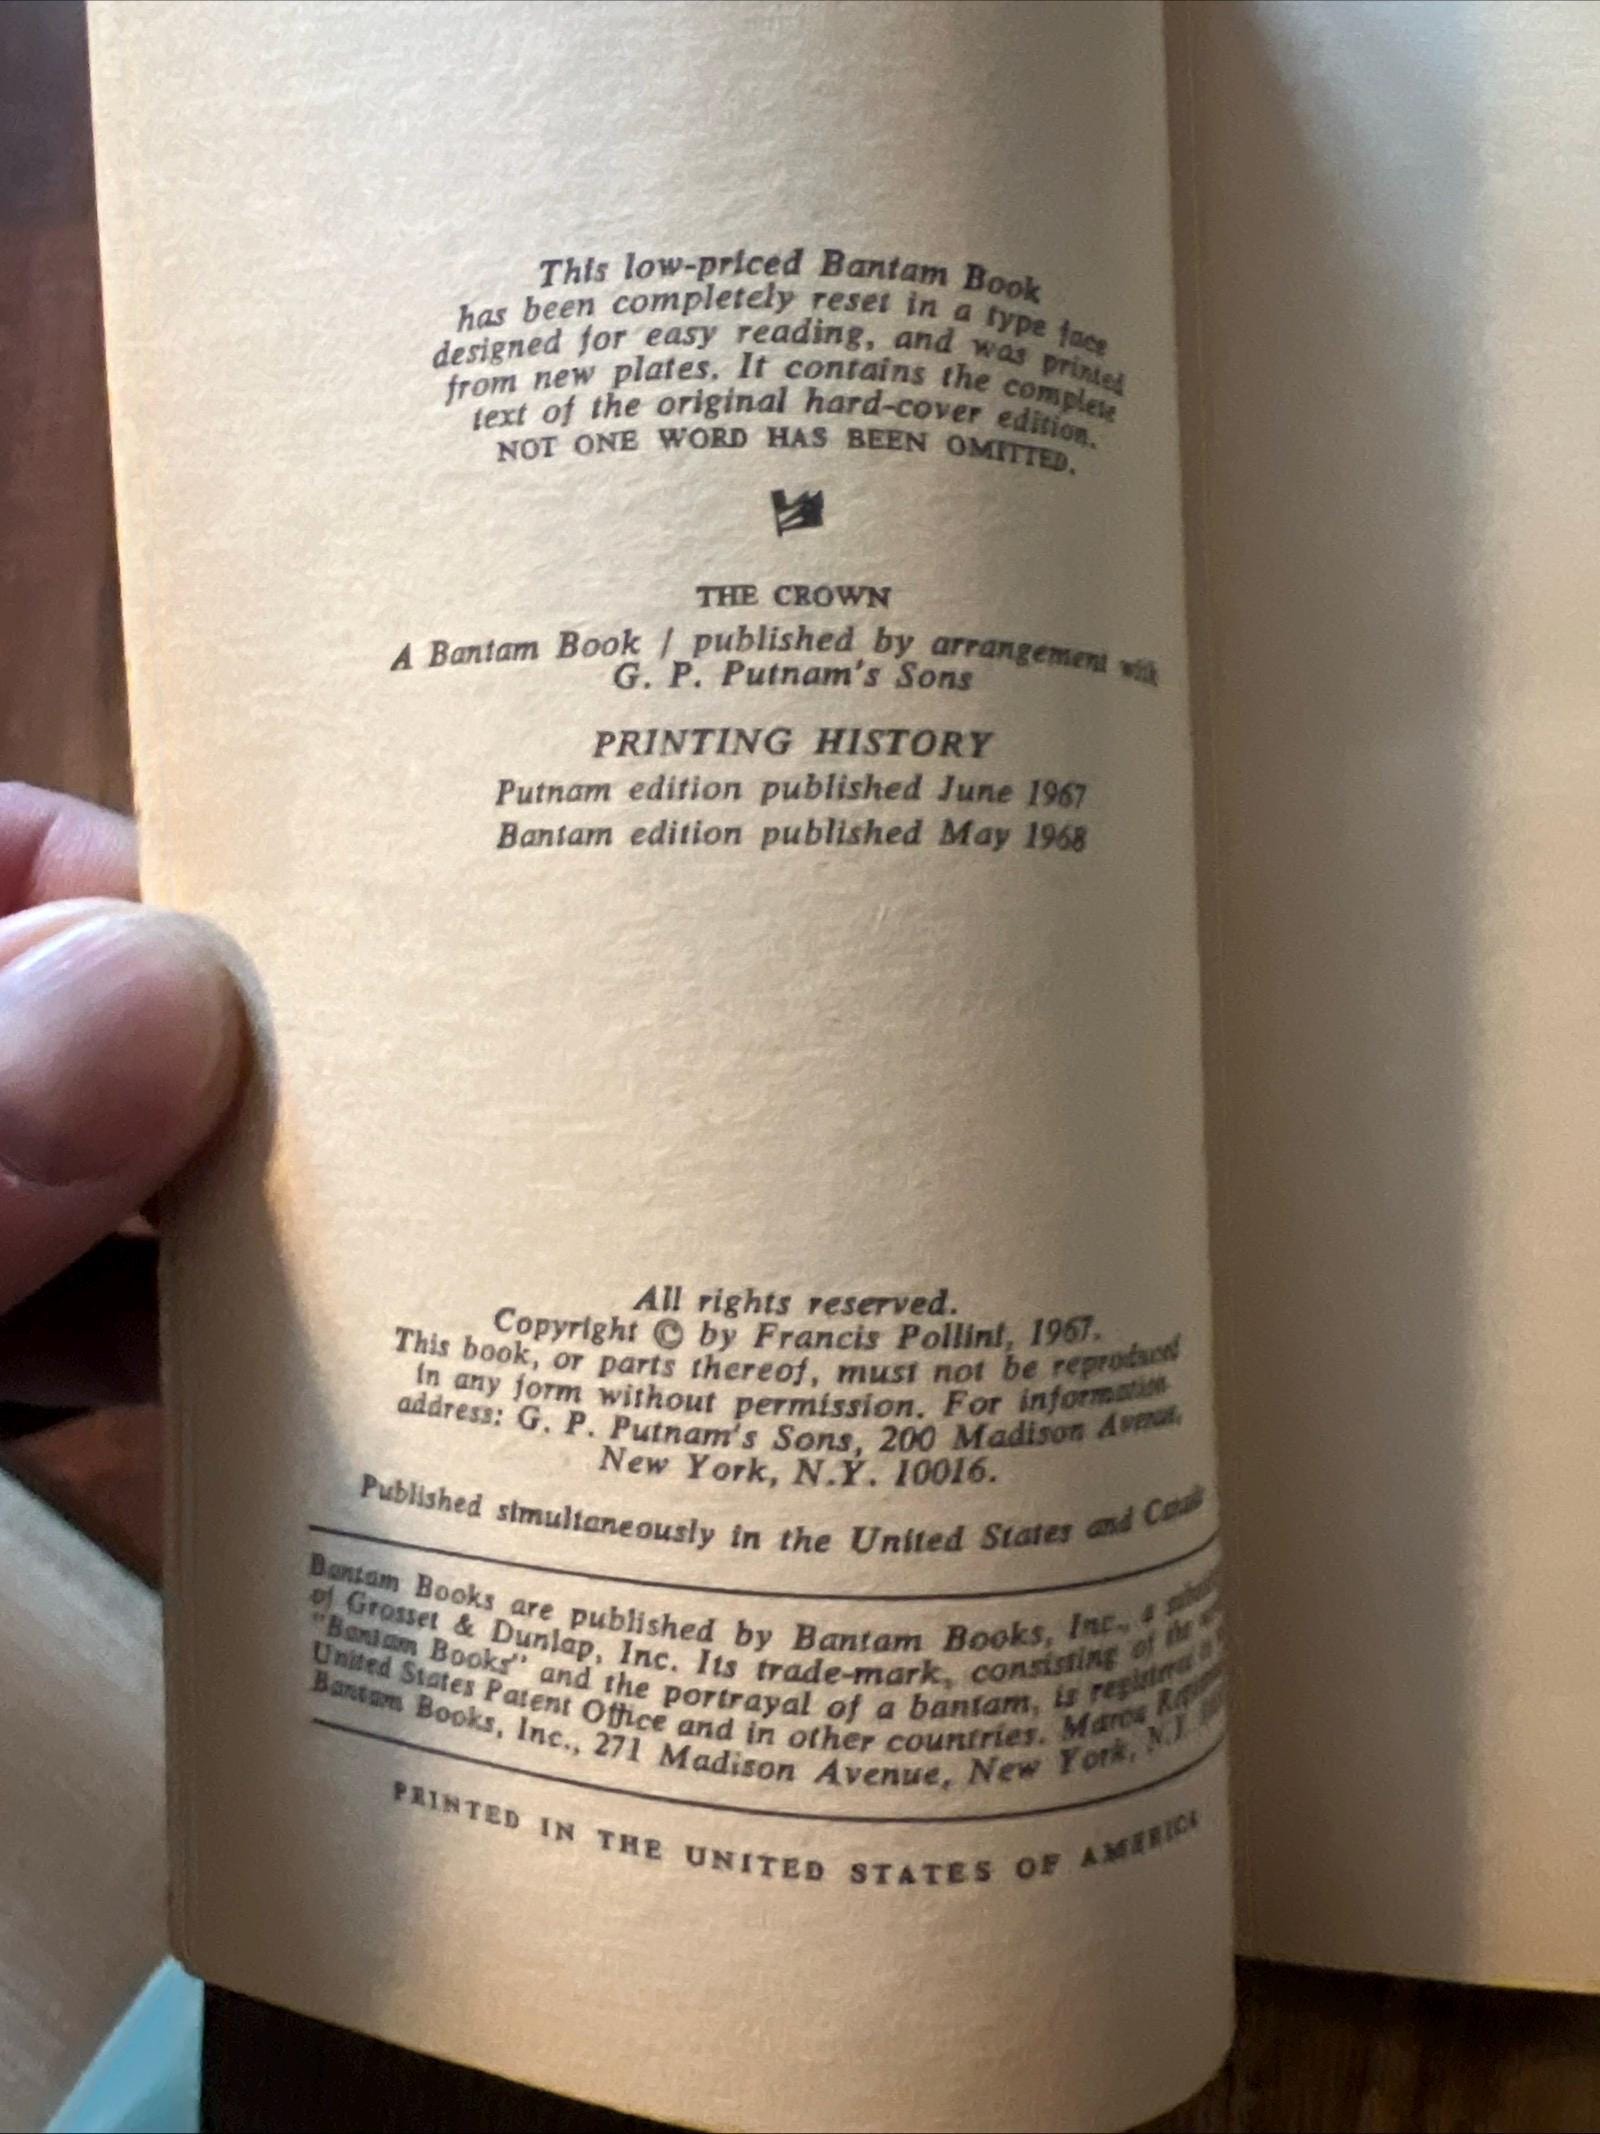 This low-priced Bantam Book
has been completely reset in a type face
designed for easy reading, and was printed
from new plates. It contains the complete
text of the original hard-cover edition.
NOT ONE WORD HAS BEEN OMITTED.
THE CROWN
A Bantam Book / published by arrangement with
G. P. Putnam's Sons
PRINTING HISTORY
Putnam edition published June 1967
Bantam edition published May 1968
All rights reserved.
Copyright © by Francis Pollini, 1967.
This book, or parts thereof, must not be reproduced
in any form without permission. For information
address: G. P. Putnam's Sons, 200 Madison Avenue,
New York, N.Y. 10016.
Published simultaneously in the United States and Canada
Bantam Books are published by Bantam Books, Inc., a
of Grosset & Dunlap, Inc. Its trade-mark, consisting of the
"Bantam Books" and the portrayal of a bantam, is registered in
United States Patent Office and in other countries. Marca
Bantam Books, Inc., 271 Madison Avenue, New York, N.Y.
PRINTED IN THE UNITED STATES OF AMERICA